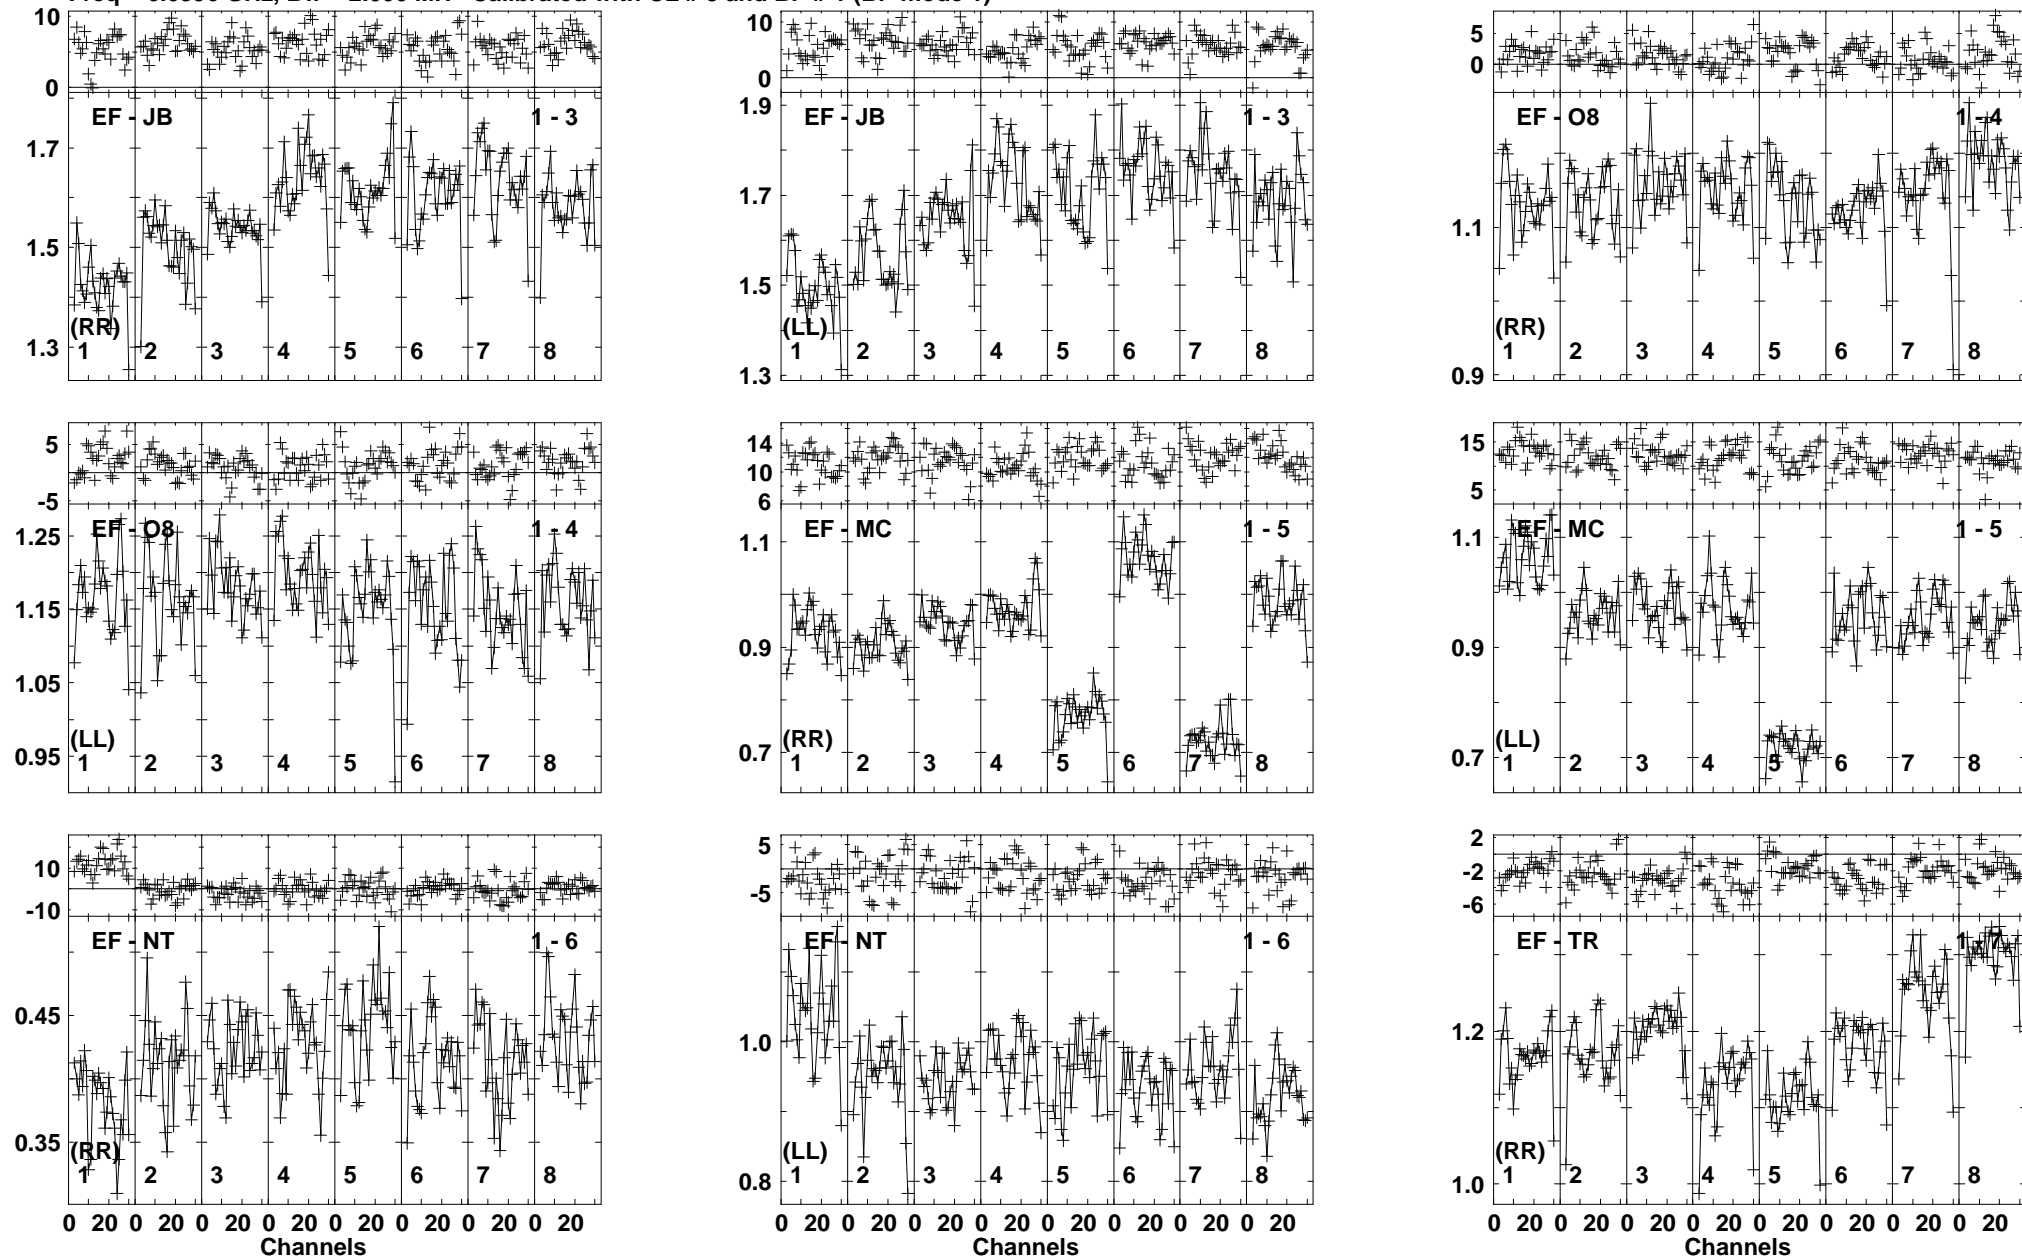 10 0 EF - JB 1 - 3 1.7 1.5 1.3 (RR) 1 2 3 4 5 6 7 8
10 0 EF - JB 1 - 3 1.9 1.7 1.5 1.3 (LL) 1 2 3 4 5 6 7 8
5 0 EF - O8 1 - 4 1.1 0.9 (RR) 1 2 3 4 5 6 7 8
5 -5 EF - O8 1 - 4 1.25 1.15 1.05 0.95 (LL) 1 2 3 4 5 6 7 8
14 10 6 EF - MC 1 - 5 1.1 0.9 0.7 (RR) 1 2 3 4 5 6 7 8
15 5 EF - MC 1 - 5 1.1 0.9 0.7 (LL) 1 2 3 4 5 6 7 8
10 -10 EF - NT 1 - 6 0.45 0.35 (RR) 1 2 3 4 5 6 7 8
5 -5 EF - NT 1 - 6 1.0 0.8 (LL) 1 2 3 4 5 6 7 8
2 -2 -6 EF - TR 1 - 7 1.2 1.0 (RR) 1 2 3 4 5 6 7 8
0 20 0 20 0 20 0 20 0 20 0 20 0 20 0 20
Channels
0 20 0 20 0 20 0 20 0 20 0 20 0 20 0 20
Channels
0 20 0 20 0 20 0 20 0 20 0 20 0 20 0 20
Channels